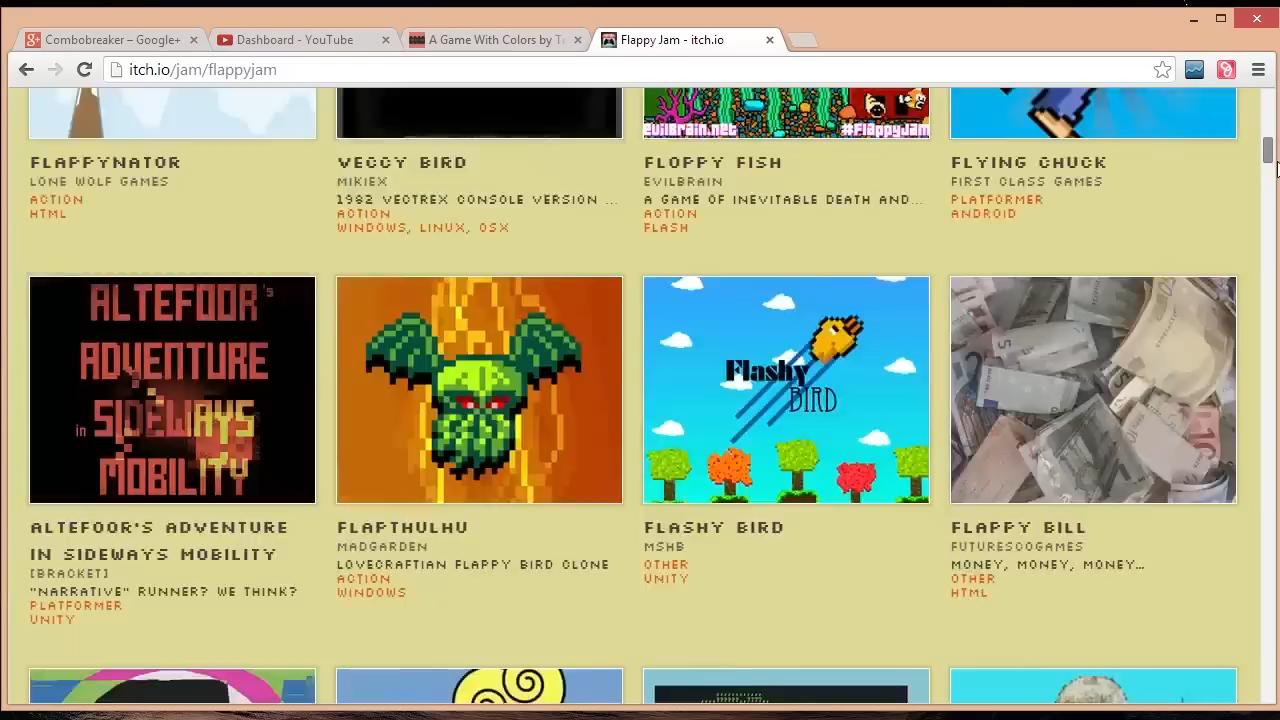 Combobreaker – Google+
Dashboard - YouTube
A Game With Colors by T
Flappy Jam - itch.io
itch.io/jam/flappyjam
evilbrain.net
#FlappyJam
FLAPPYNATOR
LONE WOLF GAMES
ACTION
HTML
VECCY BIRD
MIKIEX
1982 VECTREX CONSOLE VERSION ...
ACTION
WINDOWS, LINUX, OSX
FLOPPY FISH
EVILBRAIN
A GAME OF INEVITABLE DEATH AND...
ACTION
FLASH
FLYING CHUCK
FIRST CLASS GAMES
PLATFORMER
ANDROID
ALTEFOOR's
ADVENTURE
in SIDEWAYS
MOBILITY
Flashy
BIRD
ALTEFOOR'S ADVENTURE
IN SIDEWAYS MOBILITY
[BRACKET]
"NARRATIVE" RUNNER? WE THINK?
PLATFORMER
UNITY
FLAPTHULHU
MADGARDEN
LOVECRAFTIAN FLAPPY BIRD CLONE
ACTION
WINDOWS
FLASHY BIRD
MSHB
OTHER
UNITY
FLAPPY BILL
FUTURESOOGAMES
MONEY, MONEY, MONEY...
OTHER
HTML